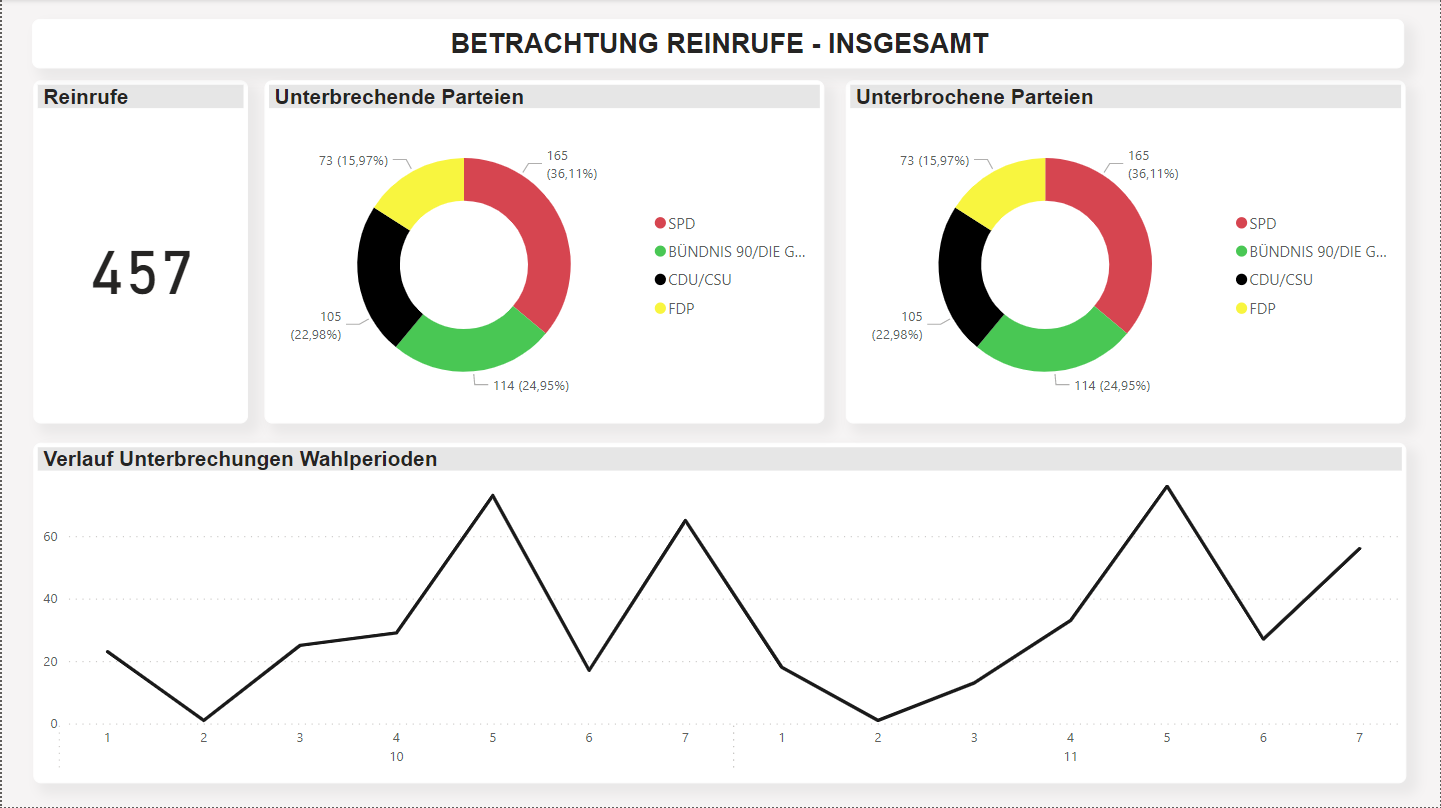 BETRACHTUNG REINRUFE - INSGESAMT
Reinrufe
457
Unterbrechende Parteien
73 (15,97%)
165
(36,11%)
105
(22,98%)
114 (24,95%)
SPD
BÜNDNIS 90/DIE G...
CDU/CSU
FDP
Unterbrochene Parteien
73 (15,97%)
165
(36,11%)
105
(22,98%)
114 (24,95%)
SPD
BÜNDNIS 90/DIE G...
CDU/CSU
FDP
Verlauf Unterbrechungen Wahlperioden
60
40
20
0
1 2 3 4 5 6 7 1 2 3 4 5 6 7
10 11